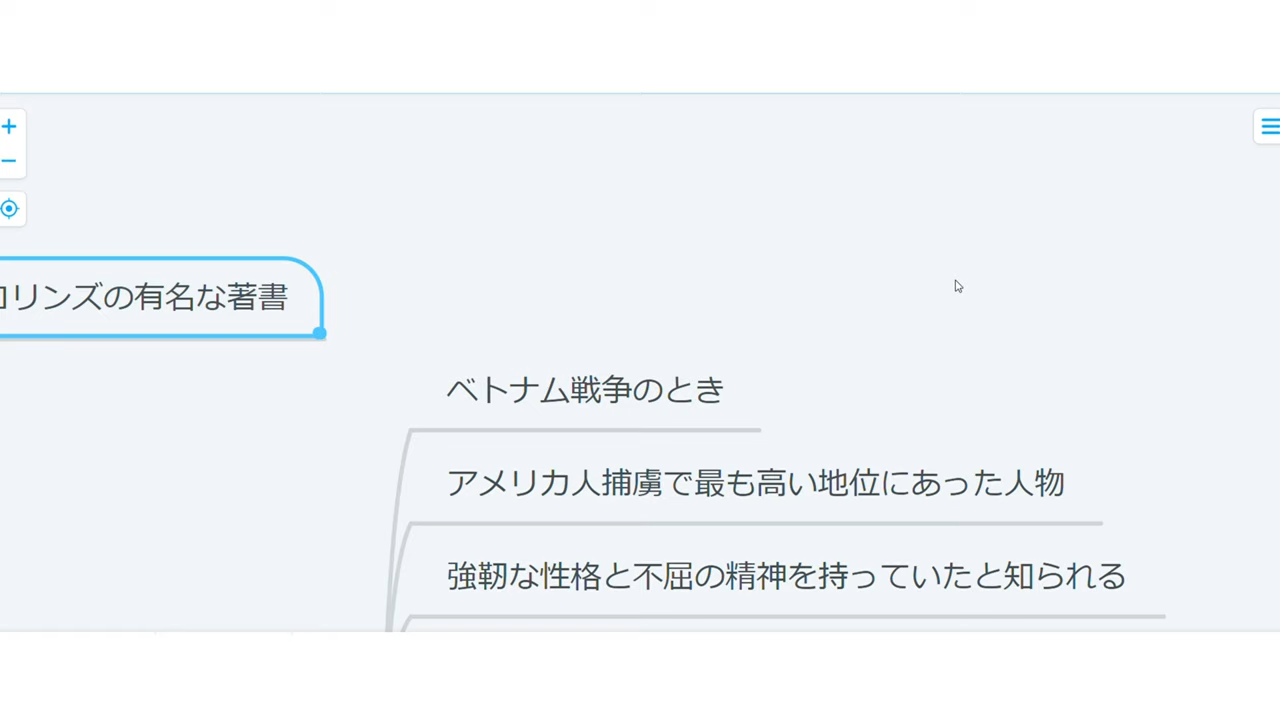 リンズの有名な著書
ベトナム戦争のとき
アメリカ人捕虜で最も高い地位にあった人物
強靭な性格と不屈の精神を持っていたと知られる